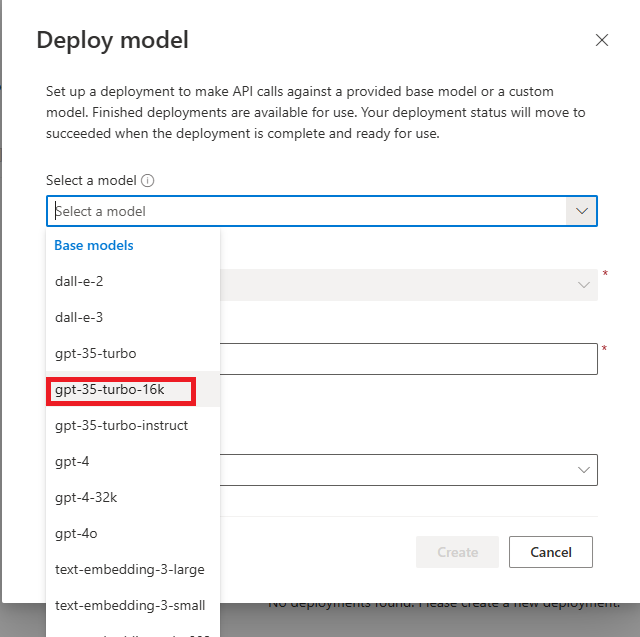 Deploy model
Set up a deployment to make API calls against a provided base model or a custom
model. Finished deployments are available for use. Your deployment status will move to
succeeded when the deployment is complete and ready for use.
Select a model
Select a model
Base models
dall-e-2
*
dall-e-3
gpt-35-turbo
*
gpt-35-turbo-16k
gpt-35-turbo-instruct
gpt-4
gpt-4-32k
gpt-4o
Create
Cancel
text-embedding-3-large
text-embedding-3-small
No deployments found. Please create a new deployment.